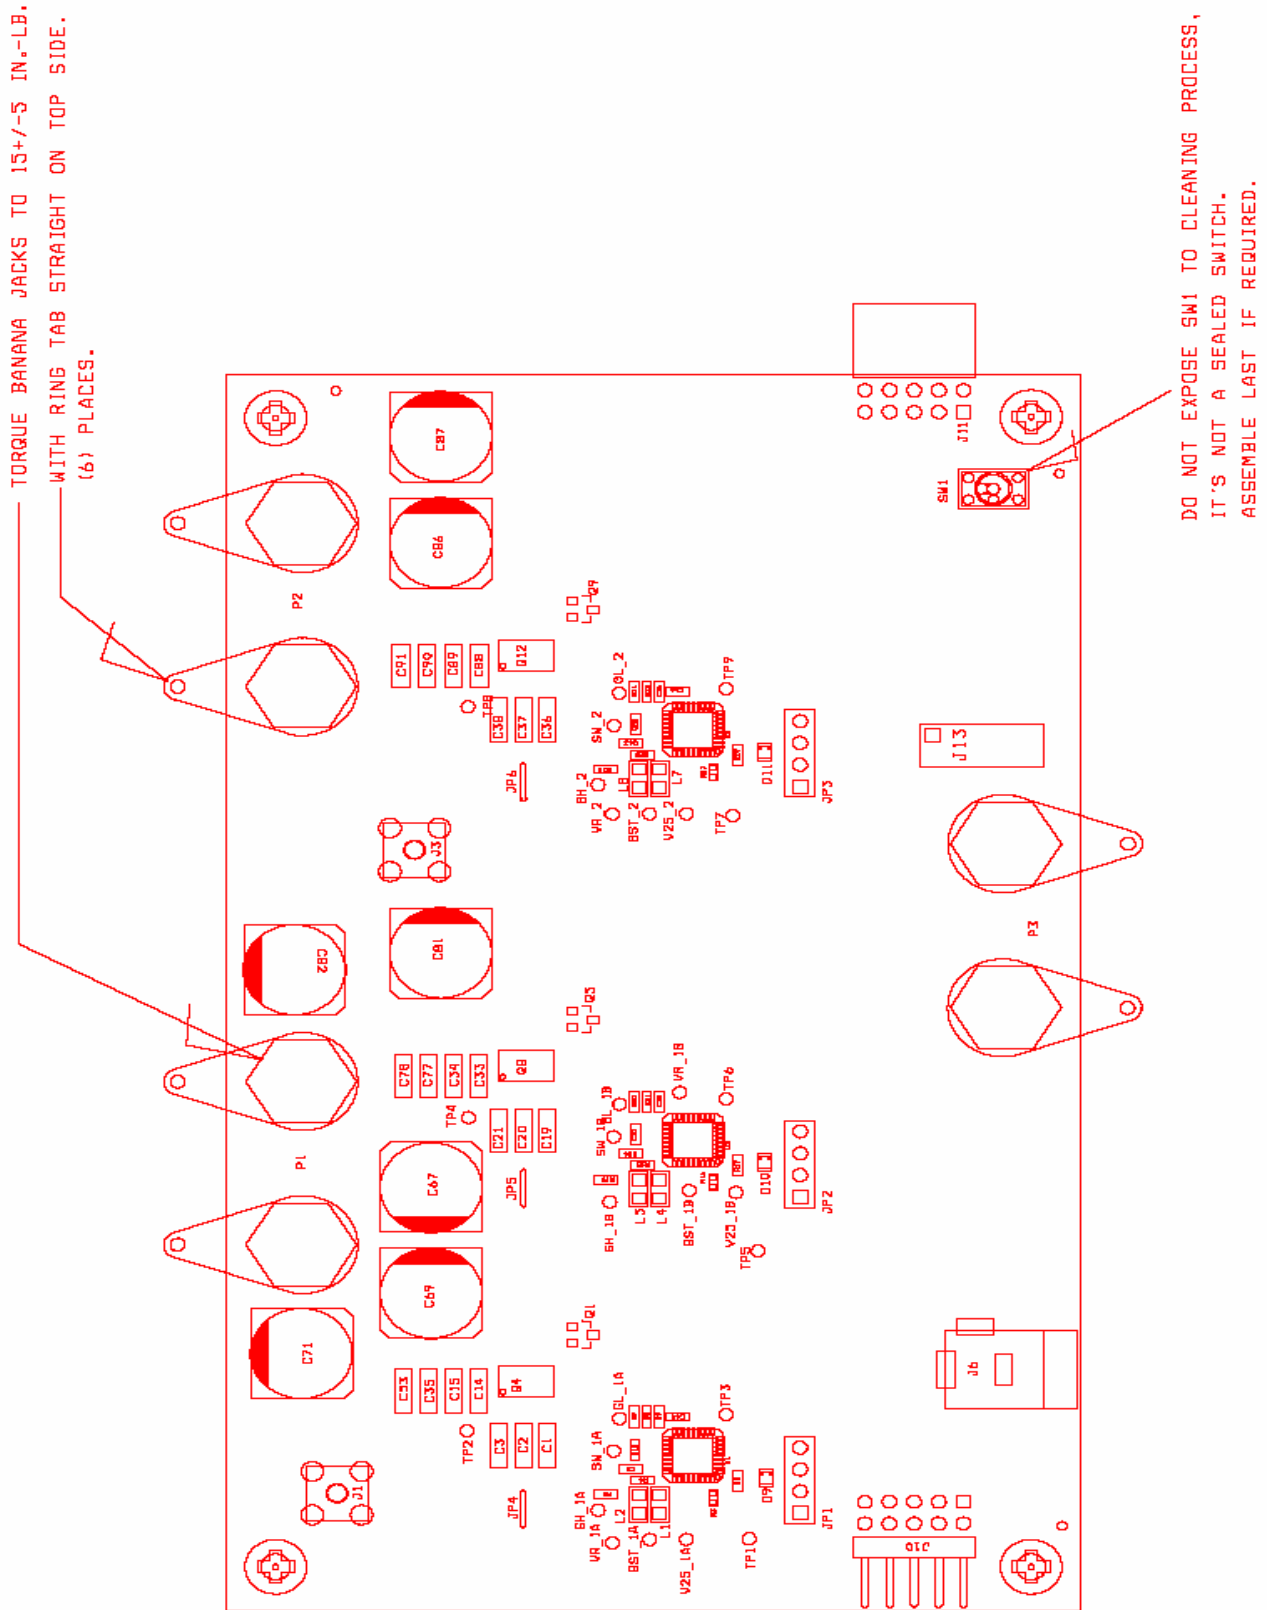 TORQUE BANANA JACKS TO 15+/-5 IN.-LB.
WITH RING TAB STRAIGHT ON TOP SIDE.
(6) PLACES.
DO NOT EXPOSE SW1 TO CLEANING PROCESS,
IT'S NOT A SEALED SWITCH.
ASSEMBLE LAST IF REQUIRED.
C87
J11
SW1
C86
P2
Q9
C91
C90
C89
C88
Q12
GL_2
TP9
TP8
C38
C37
C36
SW_2
J13
JP6
GH_2
L8
L7
D11
JP3
VR_2
BST_2
V25_2
TP7
J3
C82
C81
P3
Q5
C78
C77
C34
C33
Q8
VR_1B
TP6
TP4
GL_1B
C21
C20
C19
SW_1B
P1
C67
JP5
GH_1B
L3
L4
BST_1B
V25_1B
D10
JP2
TP5
C69
Q1
C71
J6
C53
C35
C15
C14
Q4
GL_1A
TP3
TP2
C3
C2
C1
SW_1A
J1
JP4
GH_1A
L2
L1
D9
JP1
VR_1A
BST_1A
V25_1A
TP1
J10